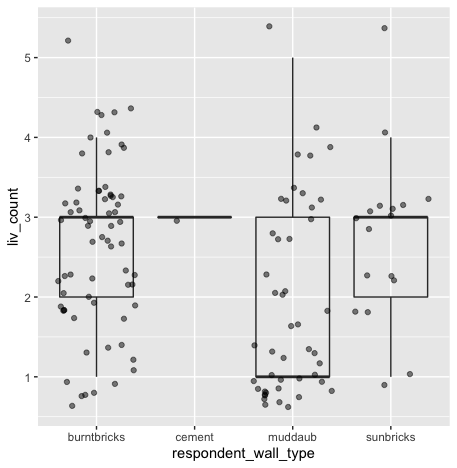 5
4
3
2
1
liv_count
burntbricks cement muddaub sunbricks
respondent_wall_type